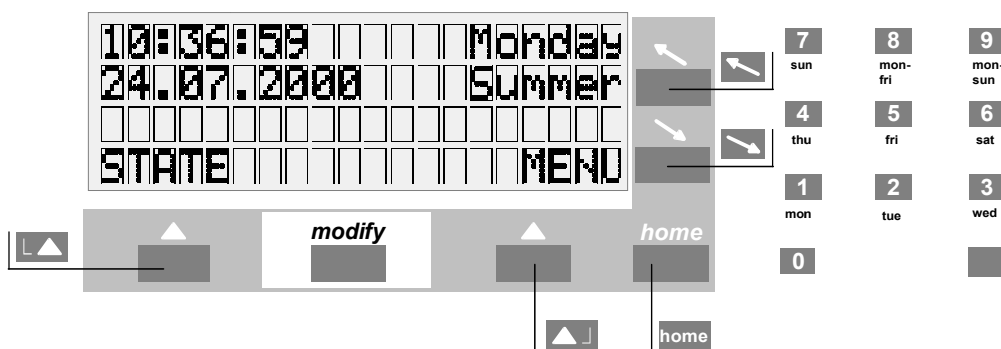 10:36:59 Monday
24.07.2000 Summer
STATE MENU
modify
home
home
7 8 9
sun mon-fri mon-sun
4 5 6
thu fri sat
1 2 3
mon tue wed
0